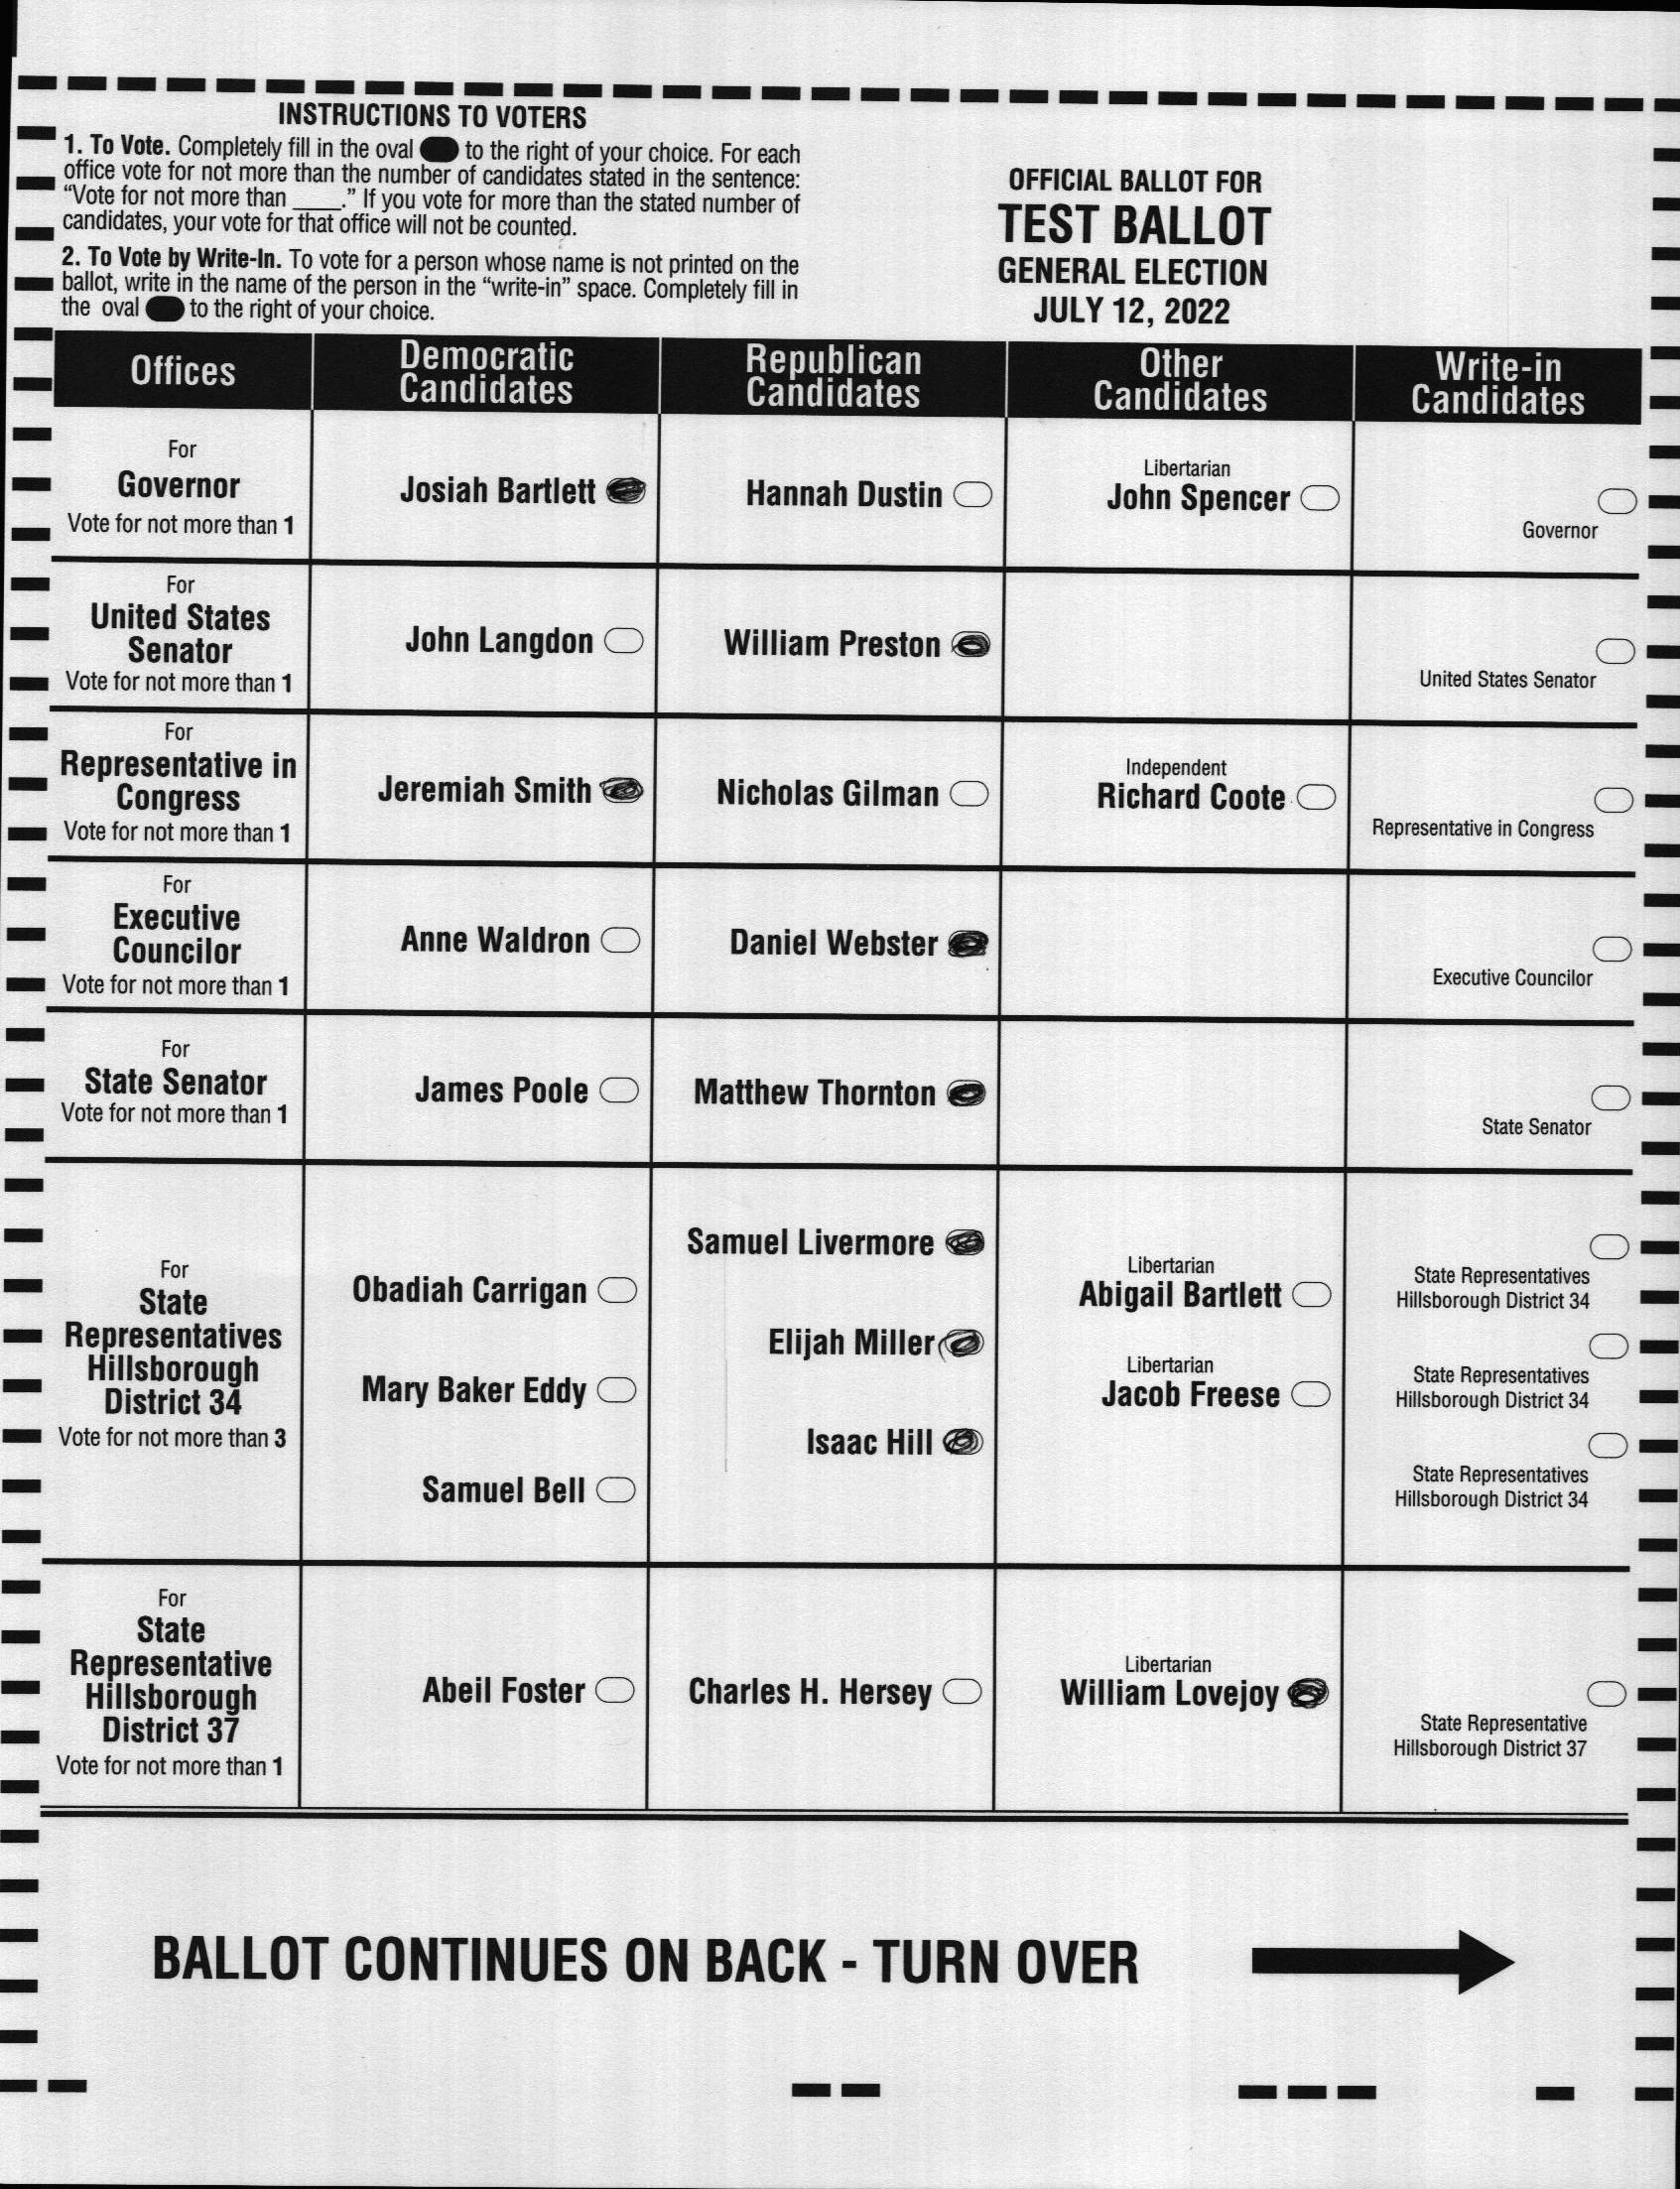 INSTRUCTIONS TO VOTERS
1. To Vote. Completely fill in the oval to the right of your choice. For each
office vote for not more than the number of candidates stated in the sentence:
“Vote for not more than ____.” If you vote for more than the stated number of
candidates, your vote for that office will not be counted.
2. To Vote by Write-In. To vote for a person whose name is not printed on the
ballot, write in the name of the person in the “write-in” space. Completely fill in
the oval to the right of your choice.
OFFICIAL BALLOT FOR
TEST BALLOT
GENERAL ELECTION
JULY 12, 2022
Offices
Democratic
Candidates
Republican
Candidates
Other
Candidates
Write-in
Candidates
For
Governor
Vote for not more than 1
Josiah Bartlett
Hannah Dustin
Libertarian
John Spencer
Governor
For
United States
Senator
Vote for not more than 1
John Langdon
William Preston
United States Senator
For
Representative in
Congress
Vote for not more than 1
Jeremiah Smith
Nicholas Gilman
Independent
Richard Coote
Representative in Congress
For
Executive
Councilor
Vote for not more than 1
Anne Waldron
Daniel Webster
Executive Councilor
For
State Senator
Vote for not more than 1
James Poole
Matthew Thornton
State Senator
For
State
Representatives
Hillsborough
District 34
Vote for not more than 3
Obadiah Carrigan
Mary Baker Eddy
Samuel Bell
Samuel Livermore
Elijah Miller
Isaac Hill
Libertarian
Abigail Bartlett
Libertarian
Jacob Freese
State Representatives
Hillsborough District 34
State Representatives
Hillsborough District 34
State Representatives
Hillsborough District 34
For
State
Representative
Hillsborough
District 37
Vote for not more than 1
Abeil Foster
Charles H. Hersey
Libertarian
William Lovejoy
State Representative
Hillsborough District 37
BALLOT CONTINUES ON BACK - TURN OVER